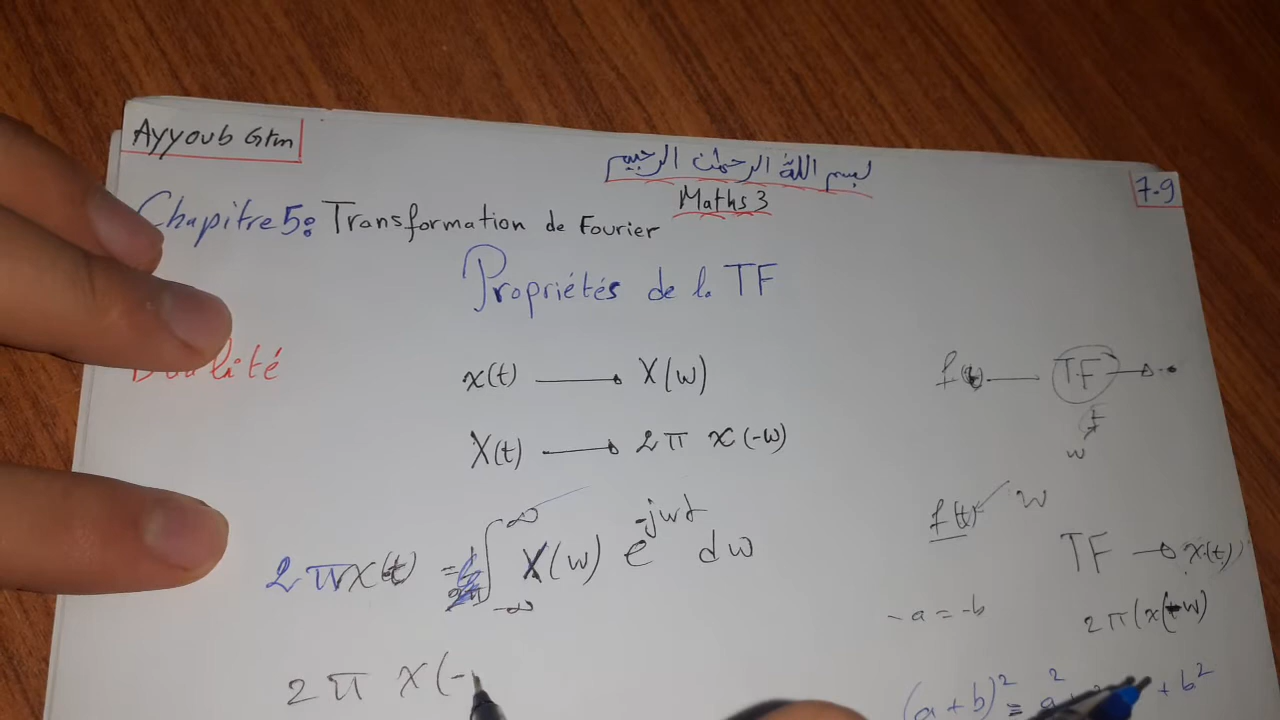 Ayyoub Gtm
بسم الله الرحمان الرحيم
7.9
Maths 3
Chapitre 5: Transformation de Fourier
Propriétés de la TF
Dualité
x(t) → X(w)
X(t) → 2π x(-w)
f( — TF →
t
w
f(t) w
2πx(t) = ∫ X(w) e^-jwt dw
∞
-∞
TF → x(t)
-a = -b
2π(x(-w)
2π x(-
(a+b)² = a² + b²